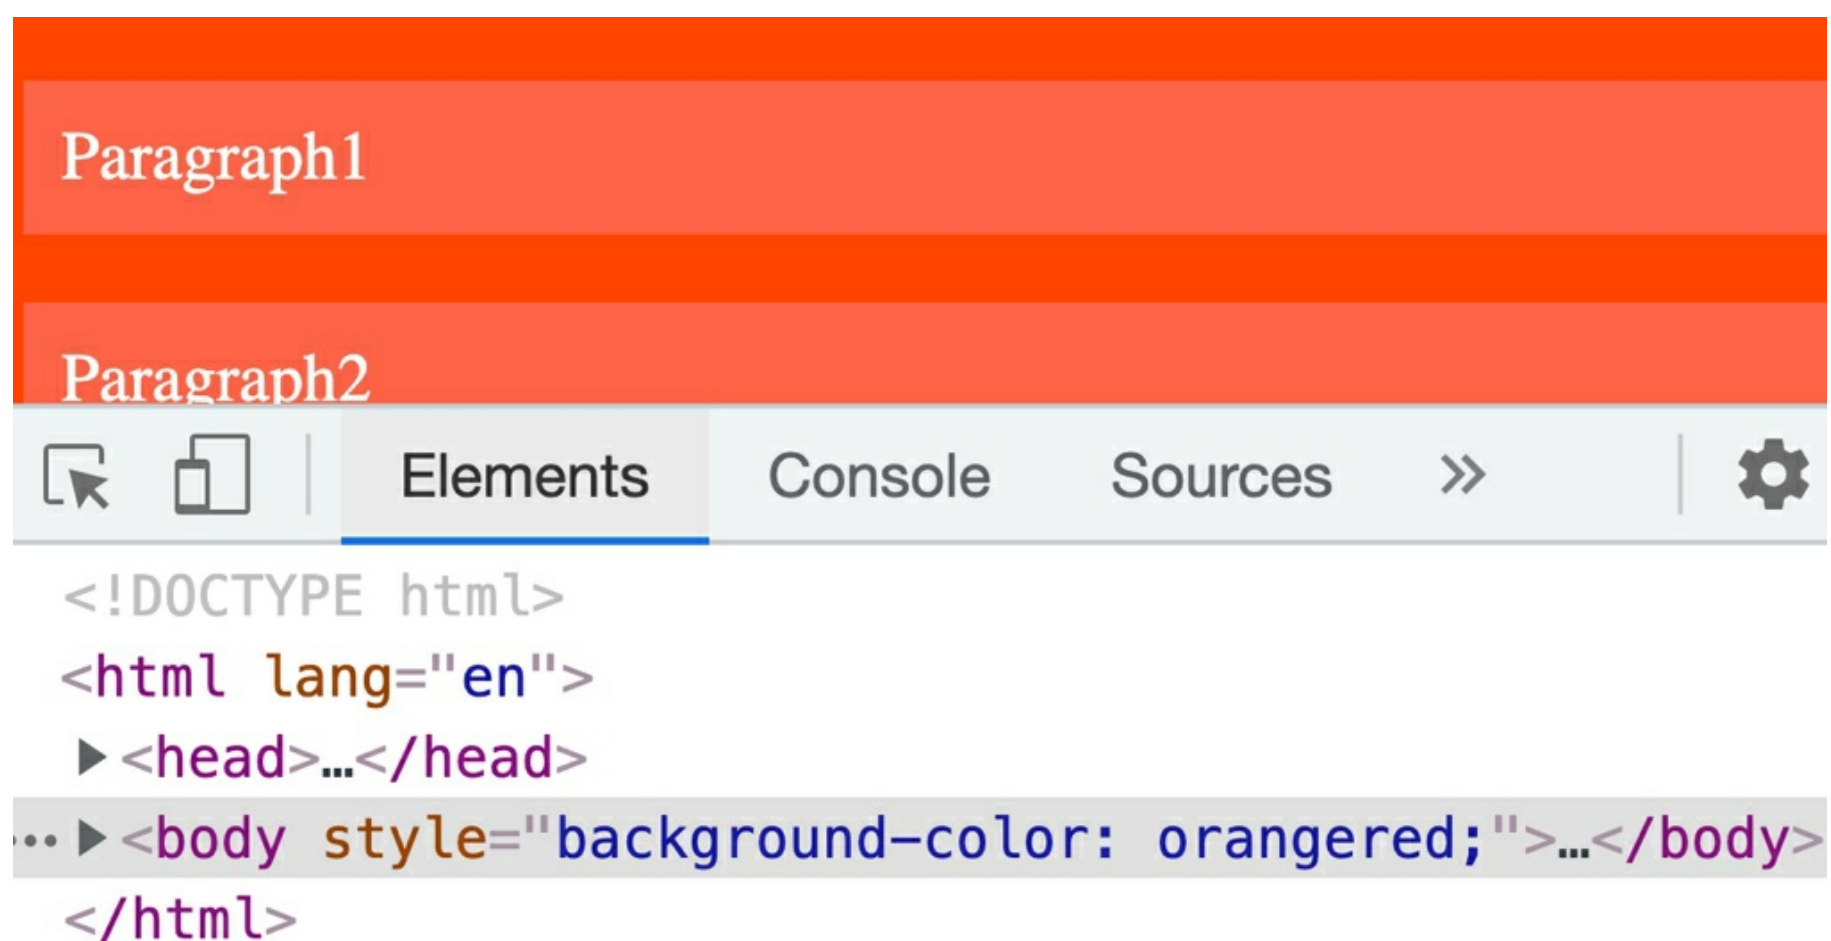 Paragraph1
Paragraph2
Elements Console Sources »
<!DOCTYPE html>
<html lang="en">
▶<head>…</head>
••• ▶<body style="background-color: orangered;">…</body>
</html>